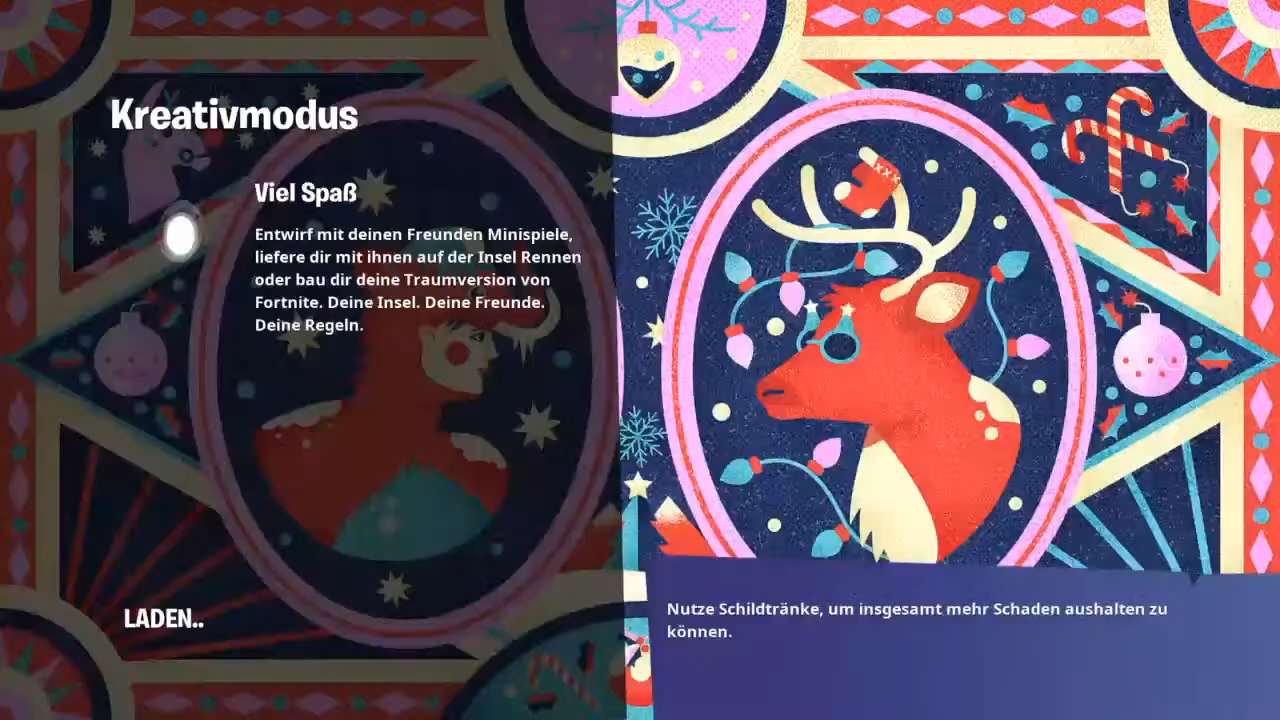 Kreativmodus
Viel Spaß
Entwirf mit deinen Freunden Minispiele,
liefere dir mit ihnen auf der Insel Rennen
oder bau dir deine Traumversion von
Fortnite. Deine Insel. Deine Freunde.
Deine Regeln.
LADEN..
Nutze Schildtränke, um insgesamt mehr Schaden aushalten zu
können.